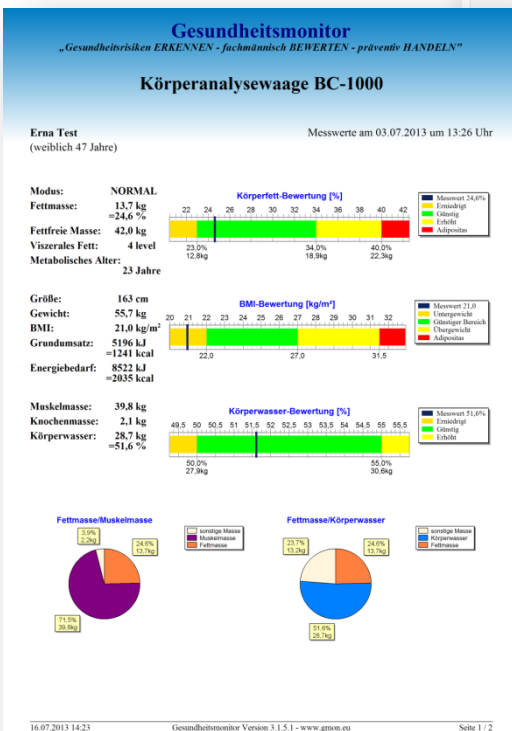 Gesundheitsmonitor
„Gesundheitsrisiken ERKENNEN - fachmännisch BEWERTEN - präventiv HANDELN"
Körperanalysewaage BC-1000
Erna Test
Messwerte am 03.07.2013 um 13:26 Uhr
(weiblich 47 Jahre)
Modus: NORMAL
Fettmasse: 13,7 kg
=24,6 %
Fettfreie Masse: 42,0 kg
Viszerales Fett: 4 level
Metabolisches Alter:
23 Jahre
Körperfett-Bewertung [%]
22 24 26 28 30 32 34 36 38 40 42
23,0% 34,0% 40,0%
12,8kg 18,9kg 22,3kg
Messwert 24,6%
Erniedrigt
Günstig
Erhöht
Adipositas
Größe: 163 cm
Gewicht: 55,7 kg
BMI: 21,0 kg/m²
Grundumsatz: 5196 kJ
=1241 kcal
Energiebedarf: 8522 kJ
=2035 kcal
BMI-Bewertung [kg/m²]
20 21 22 23 24 25 26 27 28 29 30 31 32
22,0 27,0 31,5
Messwert 21,0
Untergewicht
Günstiger Bereich
Übergewicht
Adipositas
Muskelmasse: 39,8 kg
Knochenmasse: 2,1 kg
Körperwasser: 28,7 kg
=51,6 %
Körperwasser-Bewertung [%]
49,5 50 50,5 51 51,5 52 52,5 53 53,5 54 54,5 55 55,5
50,0% 55,0%
27,9kg 30,6kg
Messwert 51,6%
Erniedrigt
Günstig
Erhöht
Fettmasse/Muskelmasse
sonstige Masse
Muskelmasse
Fettmasse
3,9%
2,2kg
24,6%
13,7kg
71,5%
39,8kg
Fettmasse/Körperwasser
sonstige Masse
Körperwasser
Fettmasse
23,7%
13,2kg
24,6%
13,7kg
51,6%
28,7kg
16.07.2013 14:23
Gesundheitsmonitor Version 3.1.5.1 - www.gmon.eu
Seite 1 / 2